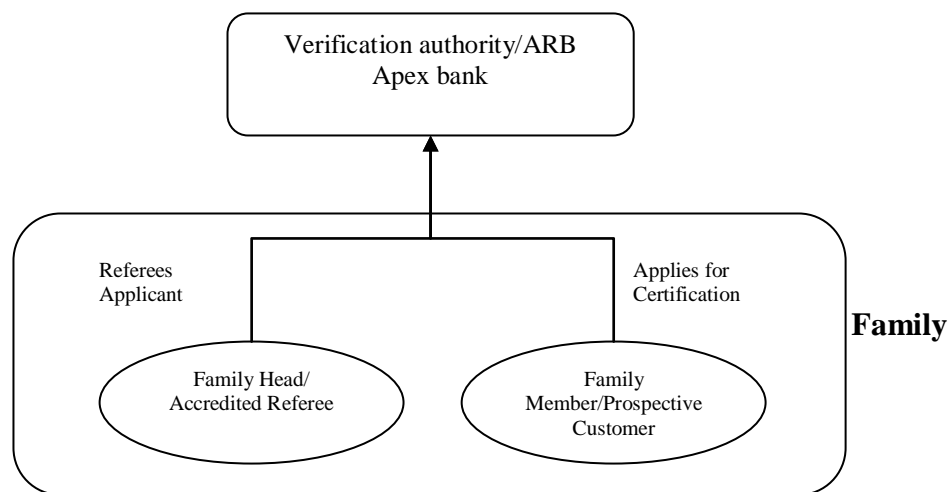 Verification authority/ARB
Apex bank
Referees
Applicant
Applies for
Certification
Family
Family Head/
Accredited Referee
Family
Member/Prospective
Customer